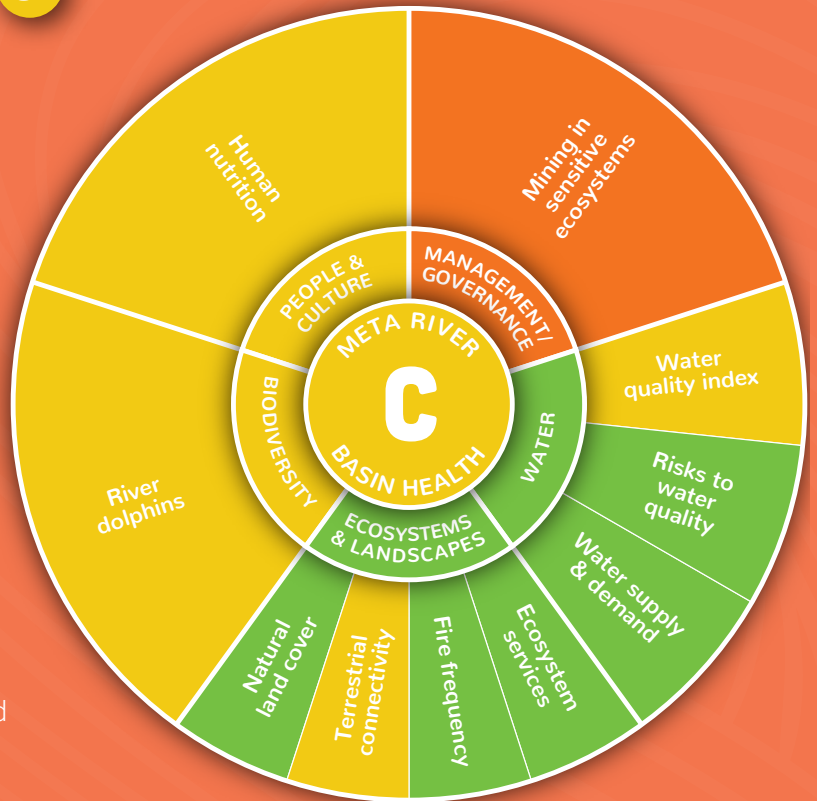 Human
nutrition
Mining in
sensitive
ecosystems
PEOPLE &
CULTURE
MANAGEMENT/
GOVERNANCE
META RIVER
C
BASIN HEALTH
BIODIVERSITY
WATER
ECOSYSTEMS
& LANDSCAPES
Water
quality index
Risks to
water
quality
Water supply
& demand
Ecosystem
services
Fire frequency
Terrestrial
connectivity
Natural
land cover
River
dolphins